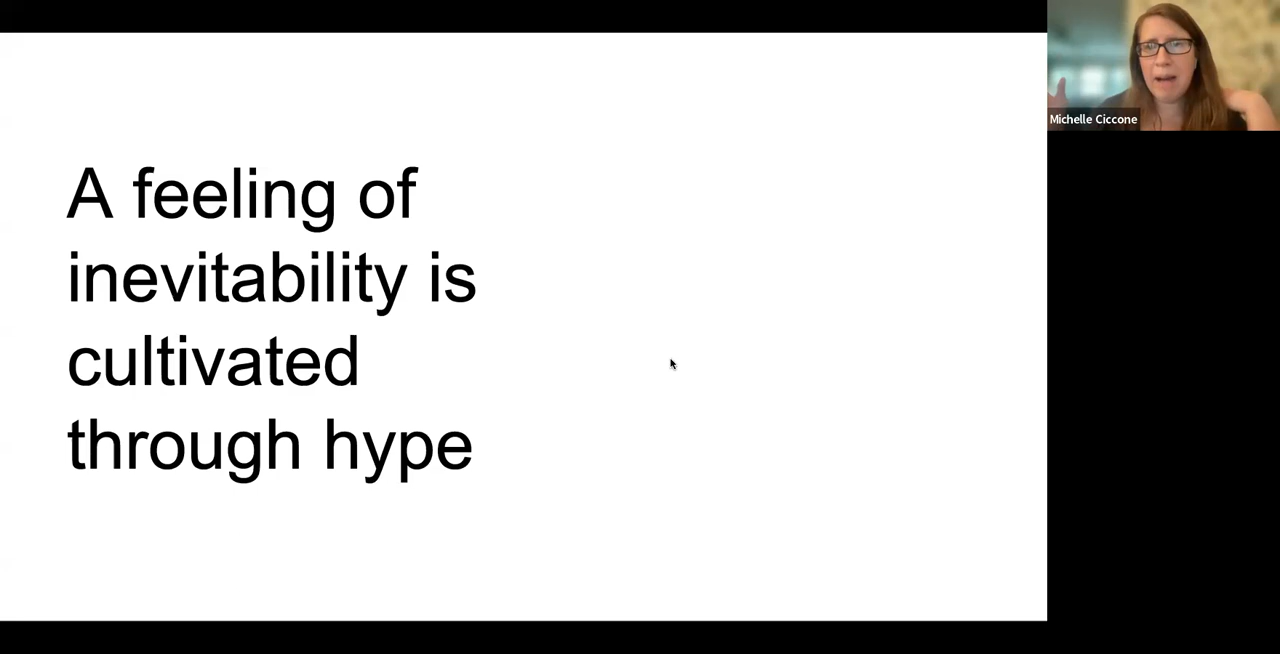 A feeling of
inevitability is
cultivated
through hype
Michelle Ciccone